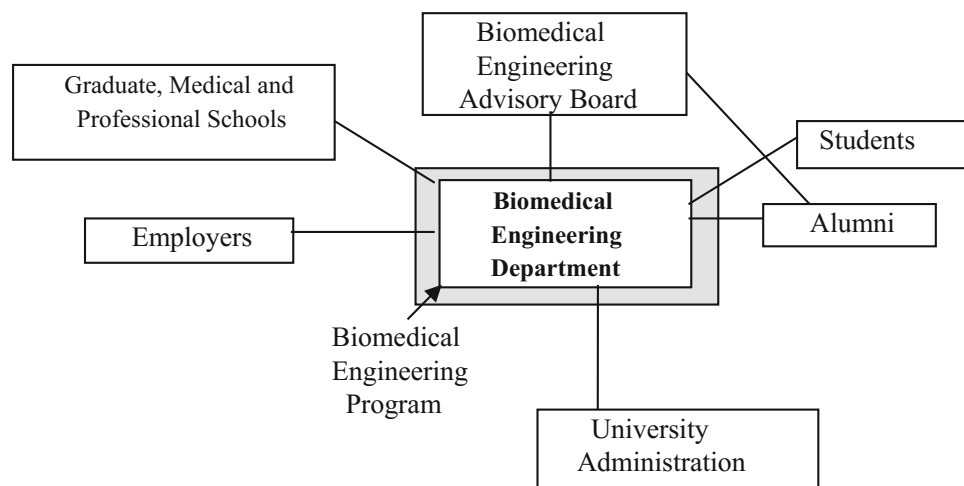 Biomedical
Engineering
Advisory Board
Graduate, Medical and
Professional Schools
Students
Biomedical
Engineering
Department
Alumni
Employers
Biomedical
Engineering
Program
University
Administration